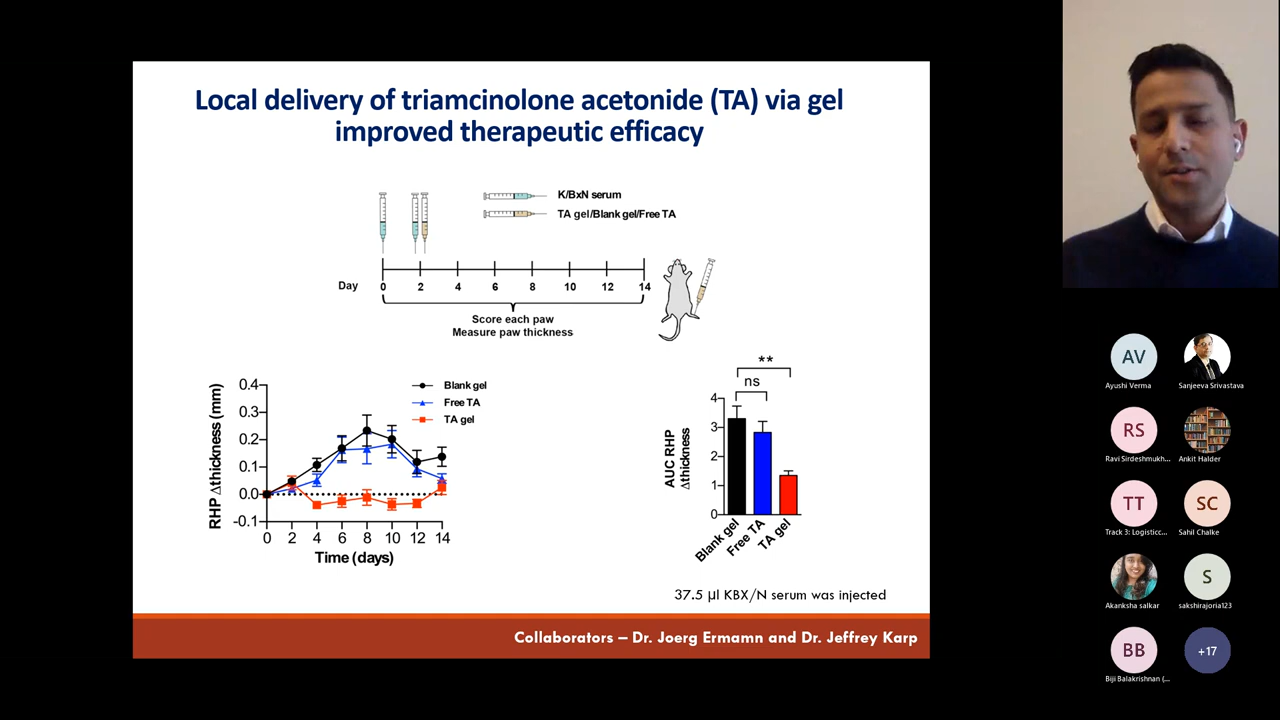 Local delivery of triamcinolone acetonide (TA) via gel
improved therapeutic efficacy
K/BxN serum
TA gel/Blank gel/Free TA
Day
0 2 4 6 8 10 12 14
Score each paw
Measure paw thickness
RHP Δthickness (mm)
0.4
0.3
0.2
0.1
0.0
-0.1
0 2 4 6 8 10 12 14
Time (days)
Blank gel
Free TA
TA gel
**
ns
AUC RHP
Δthickness
4
3
2
1
0
Blank gel
Free TA
TA gel
37.5 µl KBX/N serum was injected
Collaborators – Dr. Joerg Ermamn and Dr. Jeffrey Karp
AV
Ayushi Verma
Sanjeeva Srivastava
RS
Ravi Sirdeshmukh...
Ankit Halder
TT
Track 3: Logisticc...
SC
Sahil Chalke
Akanksha salkar
S
sakshirajoria123
BB
Biji Balakrishnan (...
+17